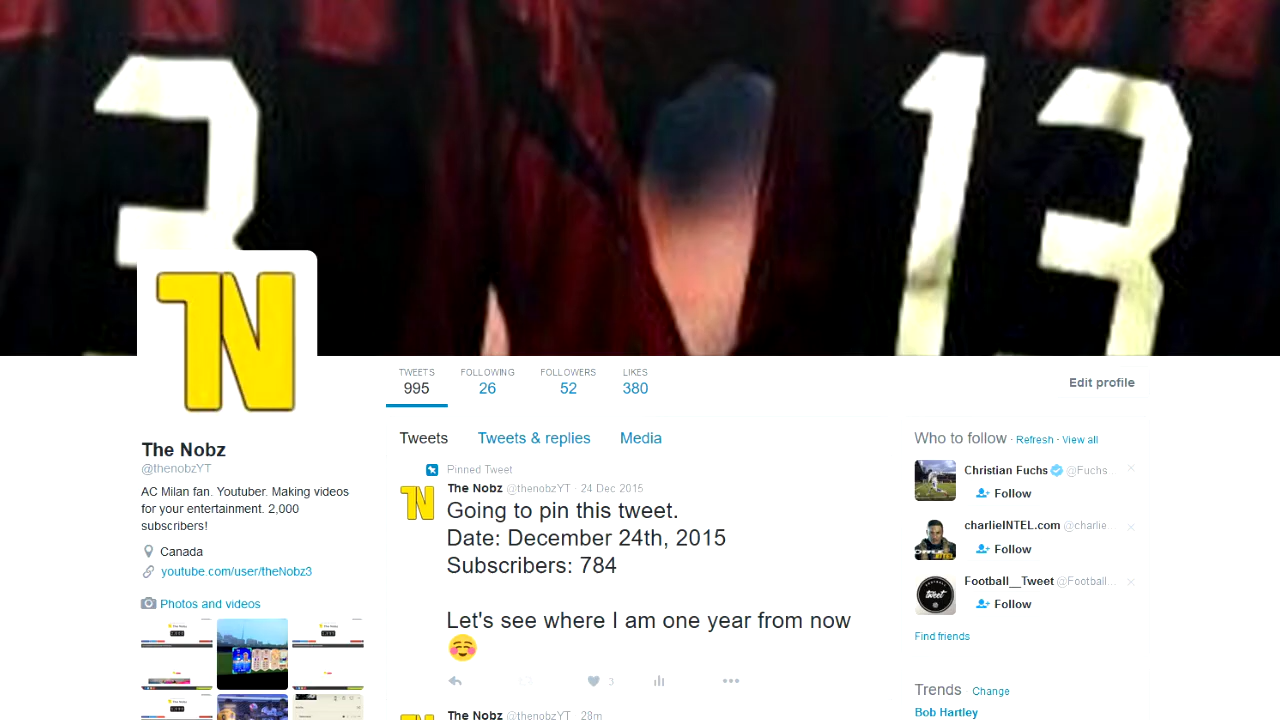 3
13
1N
TWEETS FOLLOWING FOLLOWERS LIKES
995 26 52 380
Edit profile
The Nobz
@thenobzYT
AC Milan fan. Youtuber. Making videos
for your entertainment. 2,000
subscribers!
Canada
youtube.com/user/theNobz3
Photos and videos
Tweets Tweets & replies Media
Pinned Tweet
The Nobz @thenobzYT · 24 Dec 2015
Going to pin this tweet.
Date: December 24th, 2015
Subscribers: 784
Let's see where I am one year from now
3
The Nobz @thenobzYT · 28m
Who to follow · Refresh · View all
Christian Fuchs @Fuchs...
Follow
charlieINTEL.com @charlie...
Follow
Football__Tweet @Football...
Follow
Find friends
Trends Change
Bob Hartley